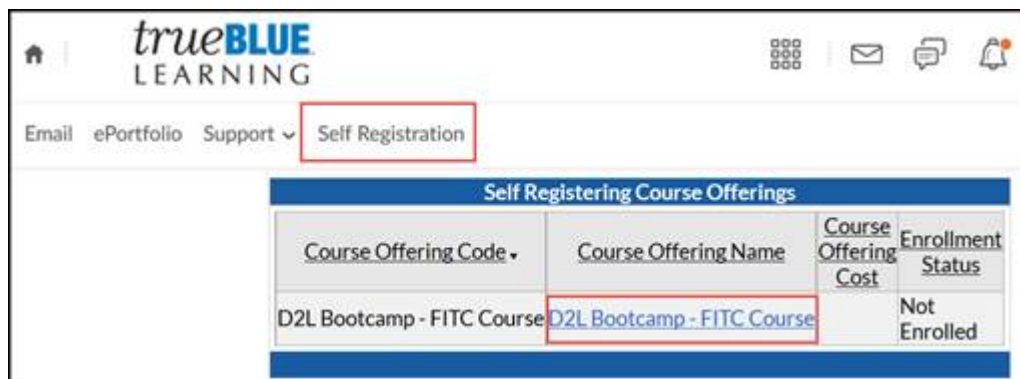 trueBLUE
LEARNING
Email ePortfolio Support Self Registration
Self Registering Course Offerings
Course Offering Code
Course Offering Name
Course
Offering
Cost
Enrollment
Status
D2L Bootcamp - FITC Course
D2L Bootcamp - FITC Course
Not
Enrolled